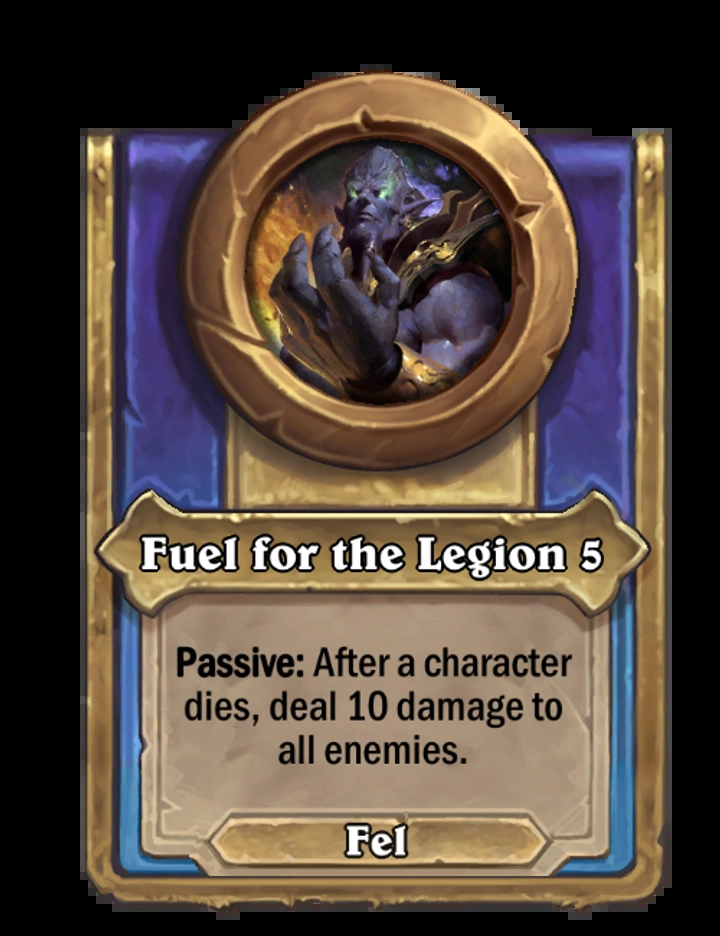 Fuel for the Legion 5
Passive: After a character
dies, deal 10 damage to
all enemies.
Fel